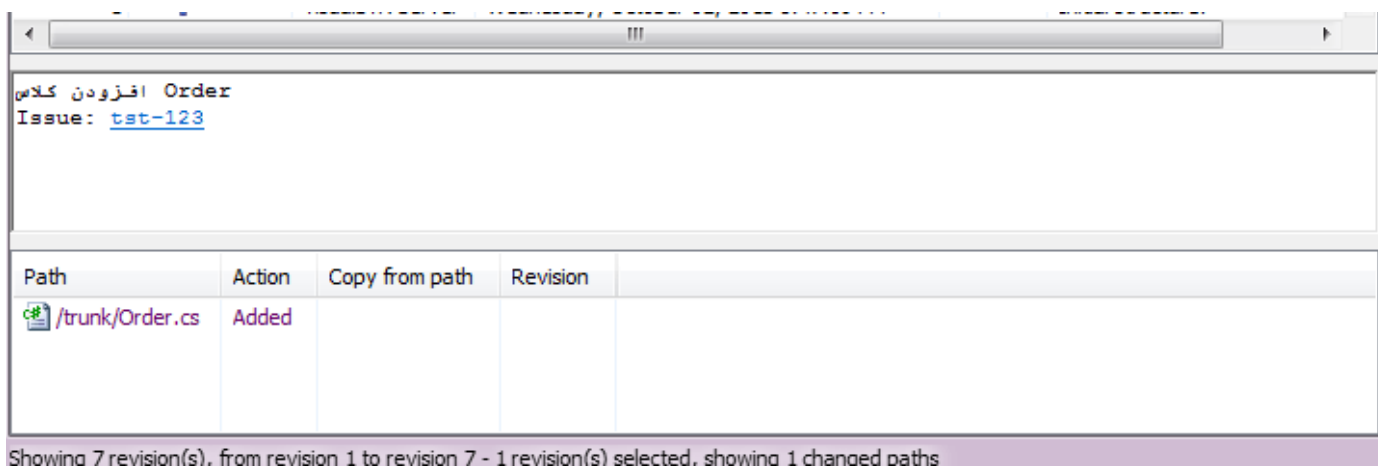 افزودن کلاس Order
Issue: tst-123
Path Action Copy from path Revision
/trunk/Order.cs Added
Showing 7 revision(s), from revision 1 to revision 7 - 1 revision(s) selected, showing 1 changed paths